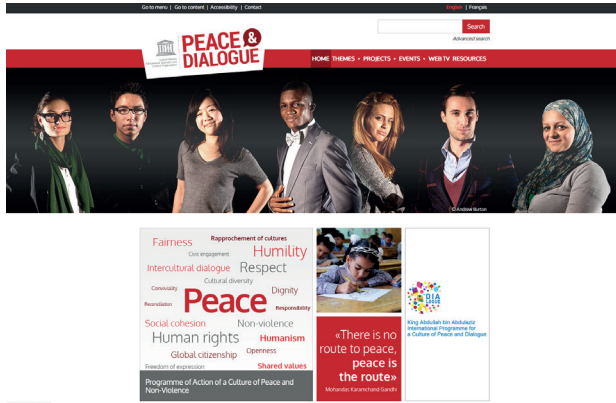 Go to menu | Go to content | Accessibility | Contact
English | Français
Search
Advanced search
PEACE &
DIALOGUE
HOME THEMES • PROJECTS • EVENTS • WEB TV RESOURCES
© Andrew Burton
Fairness
Rapprochement of cultures
Civic engagement
Humility
Intercultural dialogue
Respect
Cultural diversity
Conviviality
Peace
Dignity
Reconciliation
Responsibility
Social cohesion
Non-violence
Human rights
Humanism
Global citizenship
Openness
Freedom of expression
Shared values
Programme of Action of a Culture of Peace and
Non-Violence
«There is no
route to peace,
peace is
the route»
Mohandas Karamchand Gandhi
DIA
LOGUE
King Abdullah bin Abdulaziz
International Programme for
a Culture of Peace and Dialogue